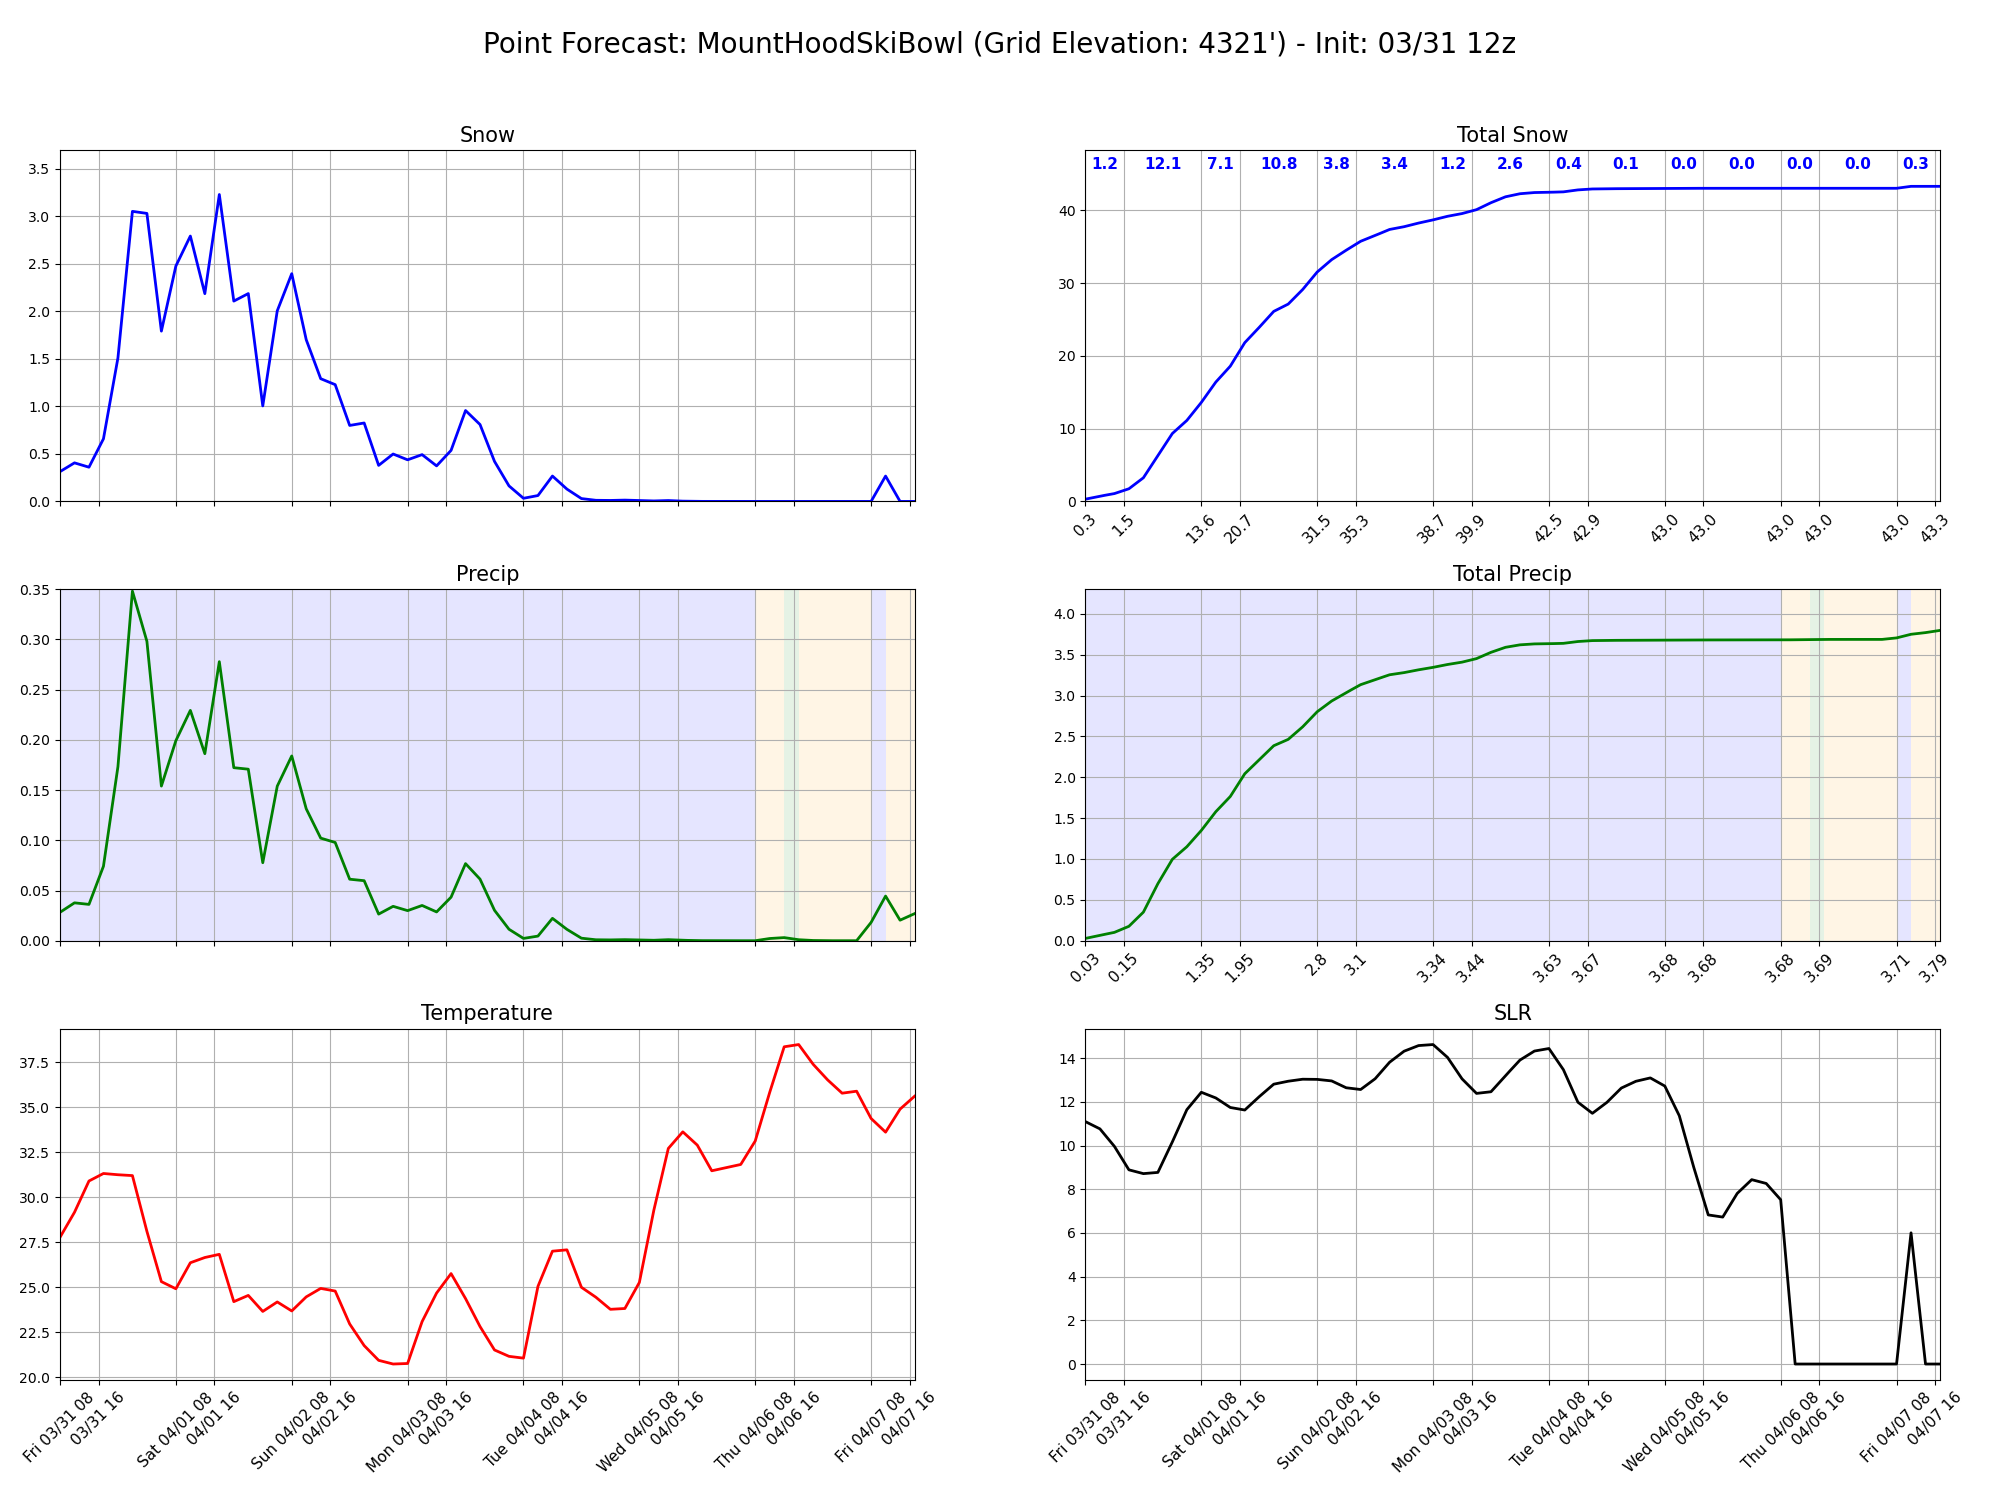 Point Forecast: MountHoodSkiBowl (Grid Elevation: 4321') - Init: 03/31 12z
Snow
3.5
3.0
2.5
2.0
1.5
1.0
0.5
0.0
Total Snow
1.2 12.1 7.1 10.8 3.8 3.4 1.2 2.6 0.4 0.1 0.0 0.0 0.0 0.0 0.3
40
30
20
10
0
0.3 1.5 13.6 20.7 31.5 35.3 38.7 39.9 42.5 42.9 43.0 43.0 43.0 43.0 43.0 43.3
Precip
0.35
0.30
0.25
0.20
0.15
0.10
0.05
0.00
Total Precip
4.0
3.5
3.0
2.5
2.0
1.5
1.0
0.5
0.0
0.03 0.15 1.35 1.95 2.8 3.1 3.34 3.44 3.63 3.67 3.68 3.68 3.68 3.69 3.71 3.79
Temperature
37.5
35.0
32.5
30.0
27.5
25.0
22.5
20.0
Fri 03/31 08
03/31 16
Sat 04/01 08
04/01 16
Sun 04/02 08
04/02 16
Mon 04/03 08
04/03 16
Tue 04/04 08
04/04 16
Wed 04/05 08
04/05 16
Thu 04/06 08
04/06 16
Fri 04/07 08
04/07 16
SLR
14
12
10
8
6
4
2
0
Fri 03/31 08
03/31 16
Sat 04/01 08
04/01 16
Sun 04/02 08
04/02 16
Mon 04/03 08
04/03 16
Tue 04/04 08
04/04 16
Wed 04/05 08
04/05 16
Thu 04/06 08
04/06 16
Fri 04/07 08
04/07 16